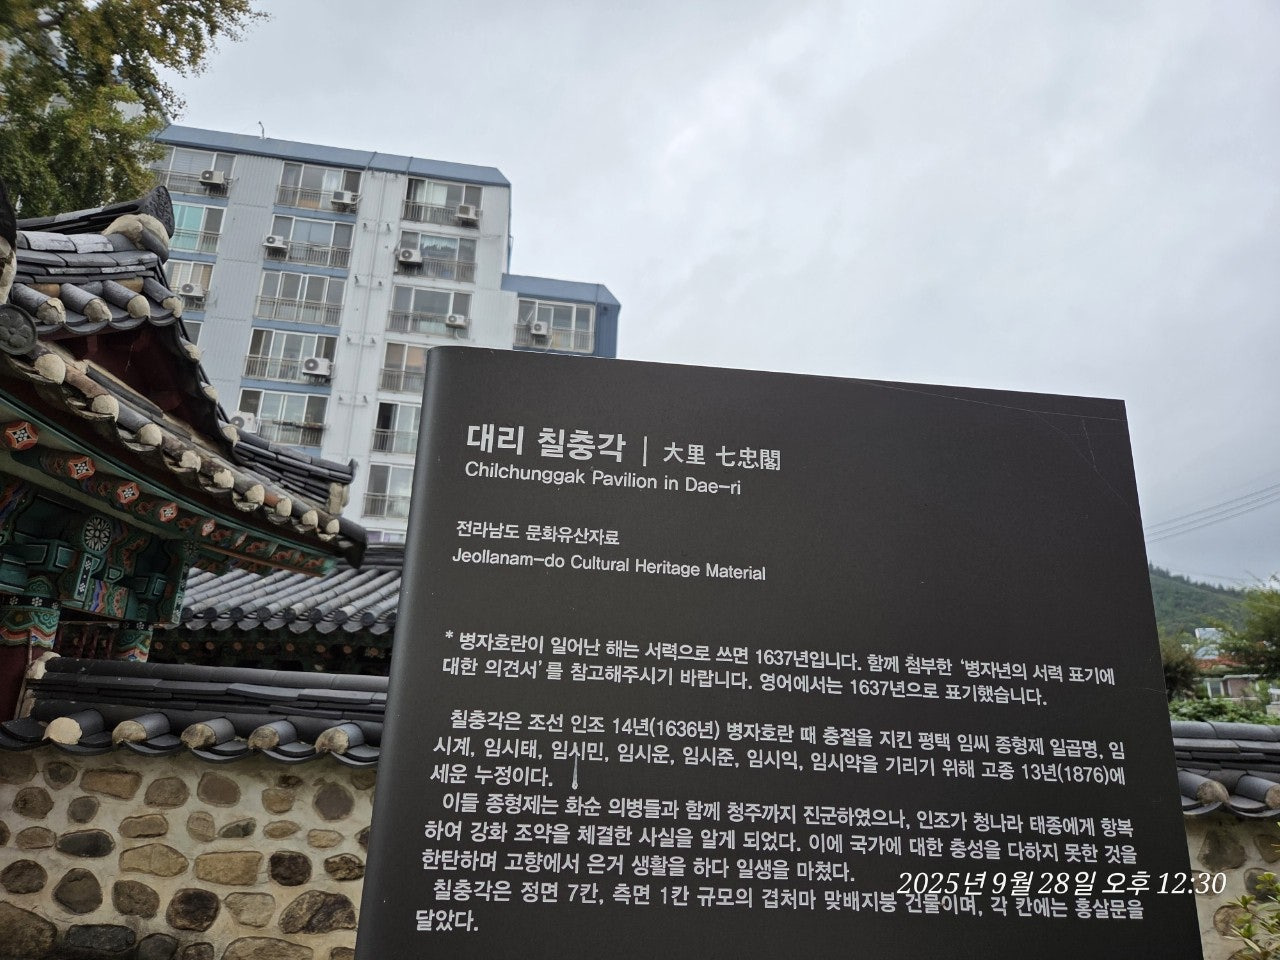 대리 칠충각 | 大里 七忠閣
Chilchunggak Pavilion in Dae-ri
전라남도 문화유산자료
Jeollanam-do Cultural Heritage Material
* 병자호란이 일어난 해는 서력으로 쓰면 1637년입니다. 함께 첨부한 '병자년의 서력 표기에
대한 의견서'를 참고해주시기 바랍니다. 영어에서는 1637년으로 표기했습니다.
칠충각은 조선 인조 14년(1636년) 병자호란 때 충절을 지킨 평택 임씨 종형제 일곱명, 임
시계, 임시태, 임시민, 임시운, 임시준, 임시익, 임시약을 기리기 위해 고종 13년(1876)에
세운 누정이다.
이들 종형제는 화순 의병들과 함께 청주까지 진군하였으나, 인조가 청나라 태종에게 항복
하여 강화 조약을 체결한 사실을 알게 되었다. 이에 국가에 대한 충성을 다하지 못한 것을
한탄하며 고향에서 은거 생활을 하다 일생을 마쳤다.
칠충각은 정면 7칸, 측면 1칸 규모의 겹처마 맞배지붕 건물이며, 각 칸에는 홍살문을
달았다.
2025년 9월 28일 오후 12:30